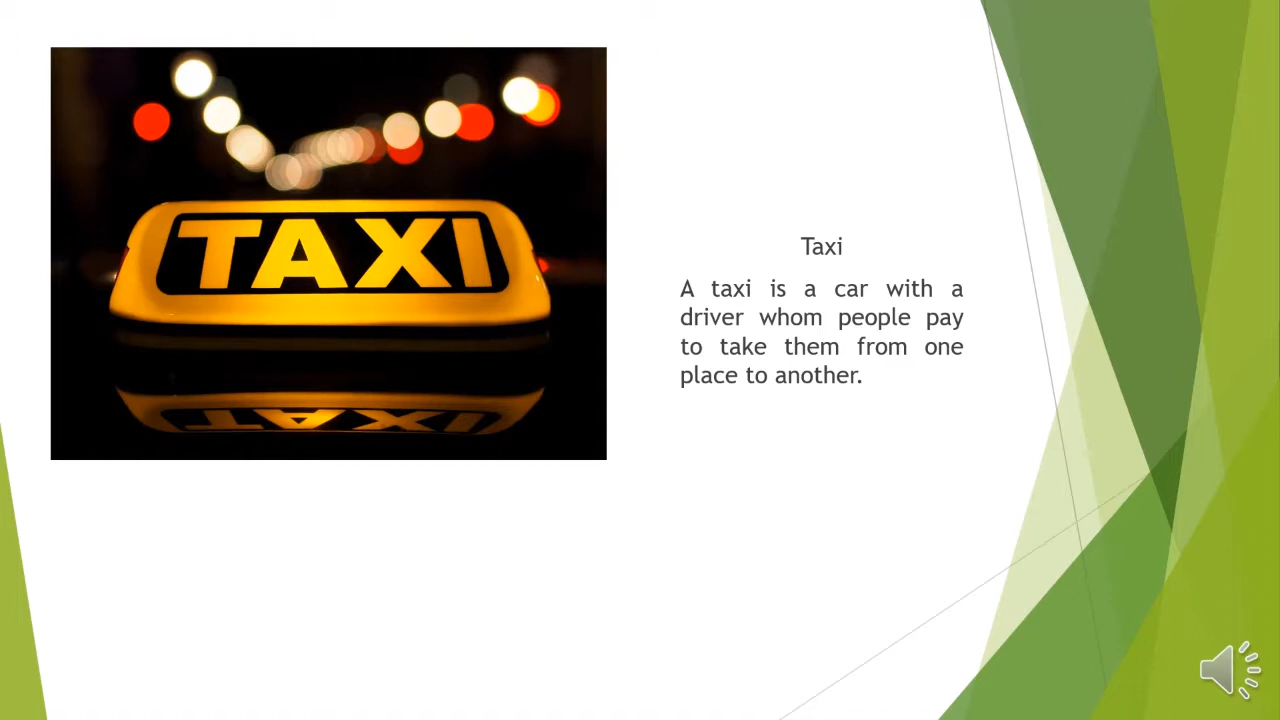 TAXI
Taxi
A taxi is a car with a
driver whom people pay
to take them from one
place to another.